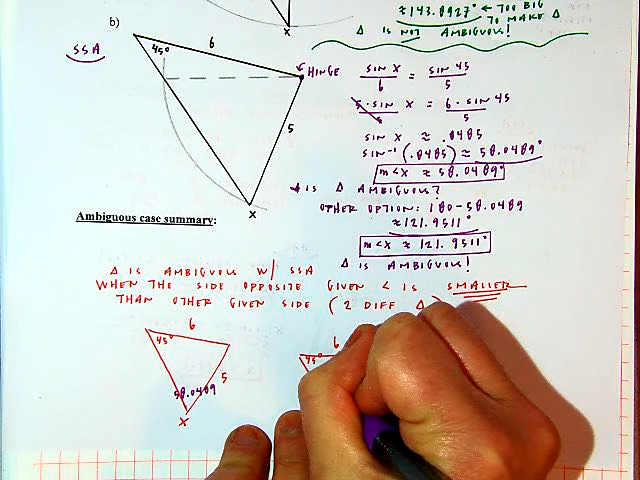 ≈143.0927° ← TOO BIG
TO MAKE Δ
Δ IS NOT AMBIGUOUS!
x
b)
SSA
45°
6
HINGE
5
x
sin x / 6 = sin 45 / 5
5·sin x / 5 = 6·sin 45 / 5
sin x ≈ .8485
sin⁻¹(.8485) ≈ 58.0489°
m<x ≈ 58.0489°
IS Δ AMBIGUOUS?
OTHER OPTION: 180-58.0489
≈121.9511°
m<x ≈ 121.9511°
Δ IS AMBIGUOUS!
Ambiguous case summary:
Δ IS AMBIGUOUS W/ SSA
WHEN THE SIDE OPPOSITE GIVEN < IS SMALLER
THAN OTHER GIVEN SIDE (2 DIFF Δ
6
45°
5
58.0489
x
6
45°